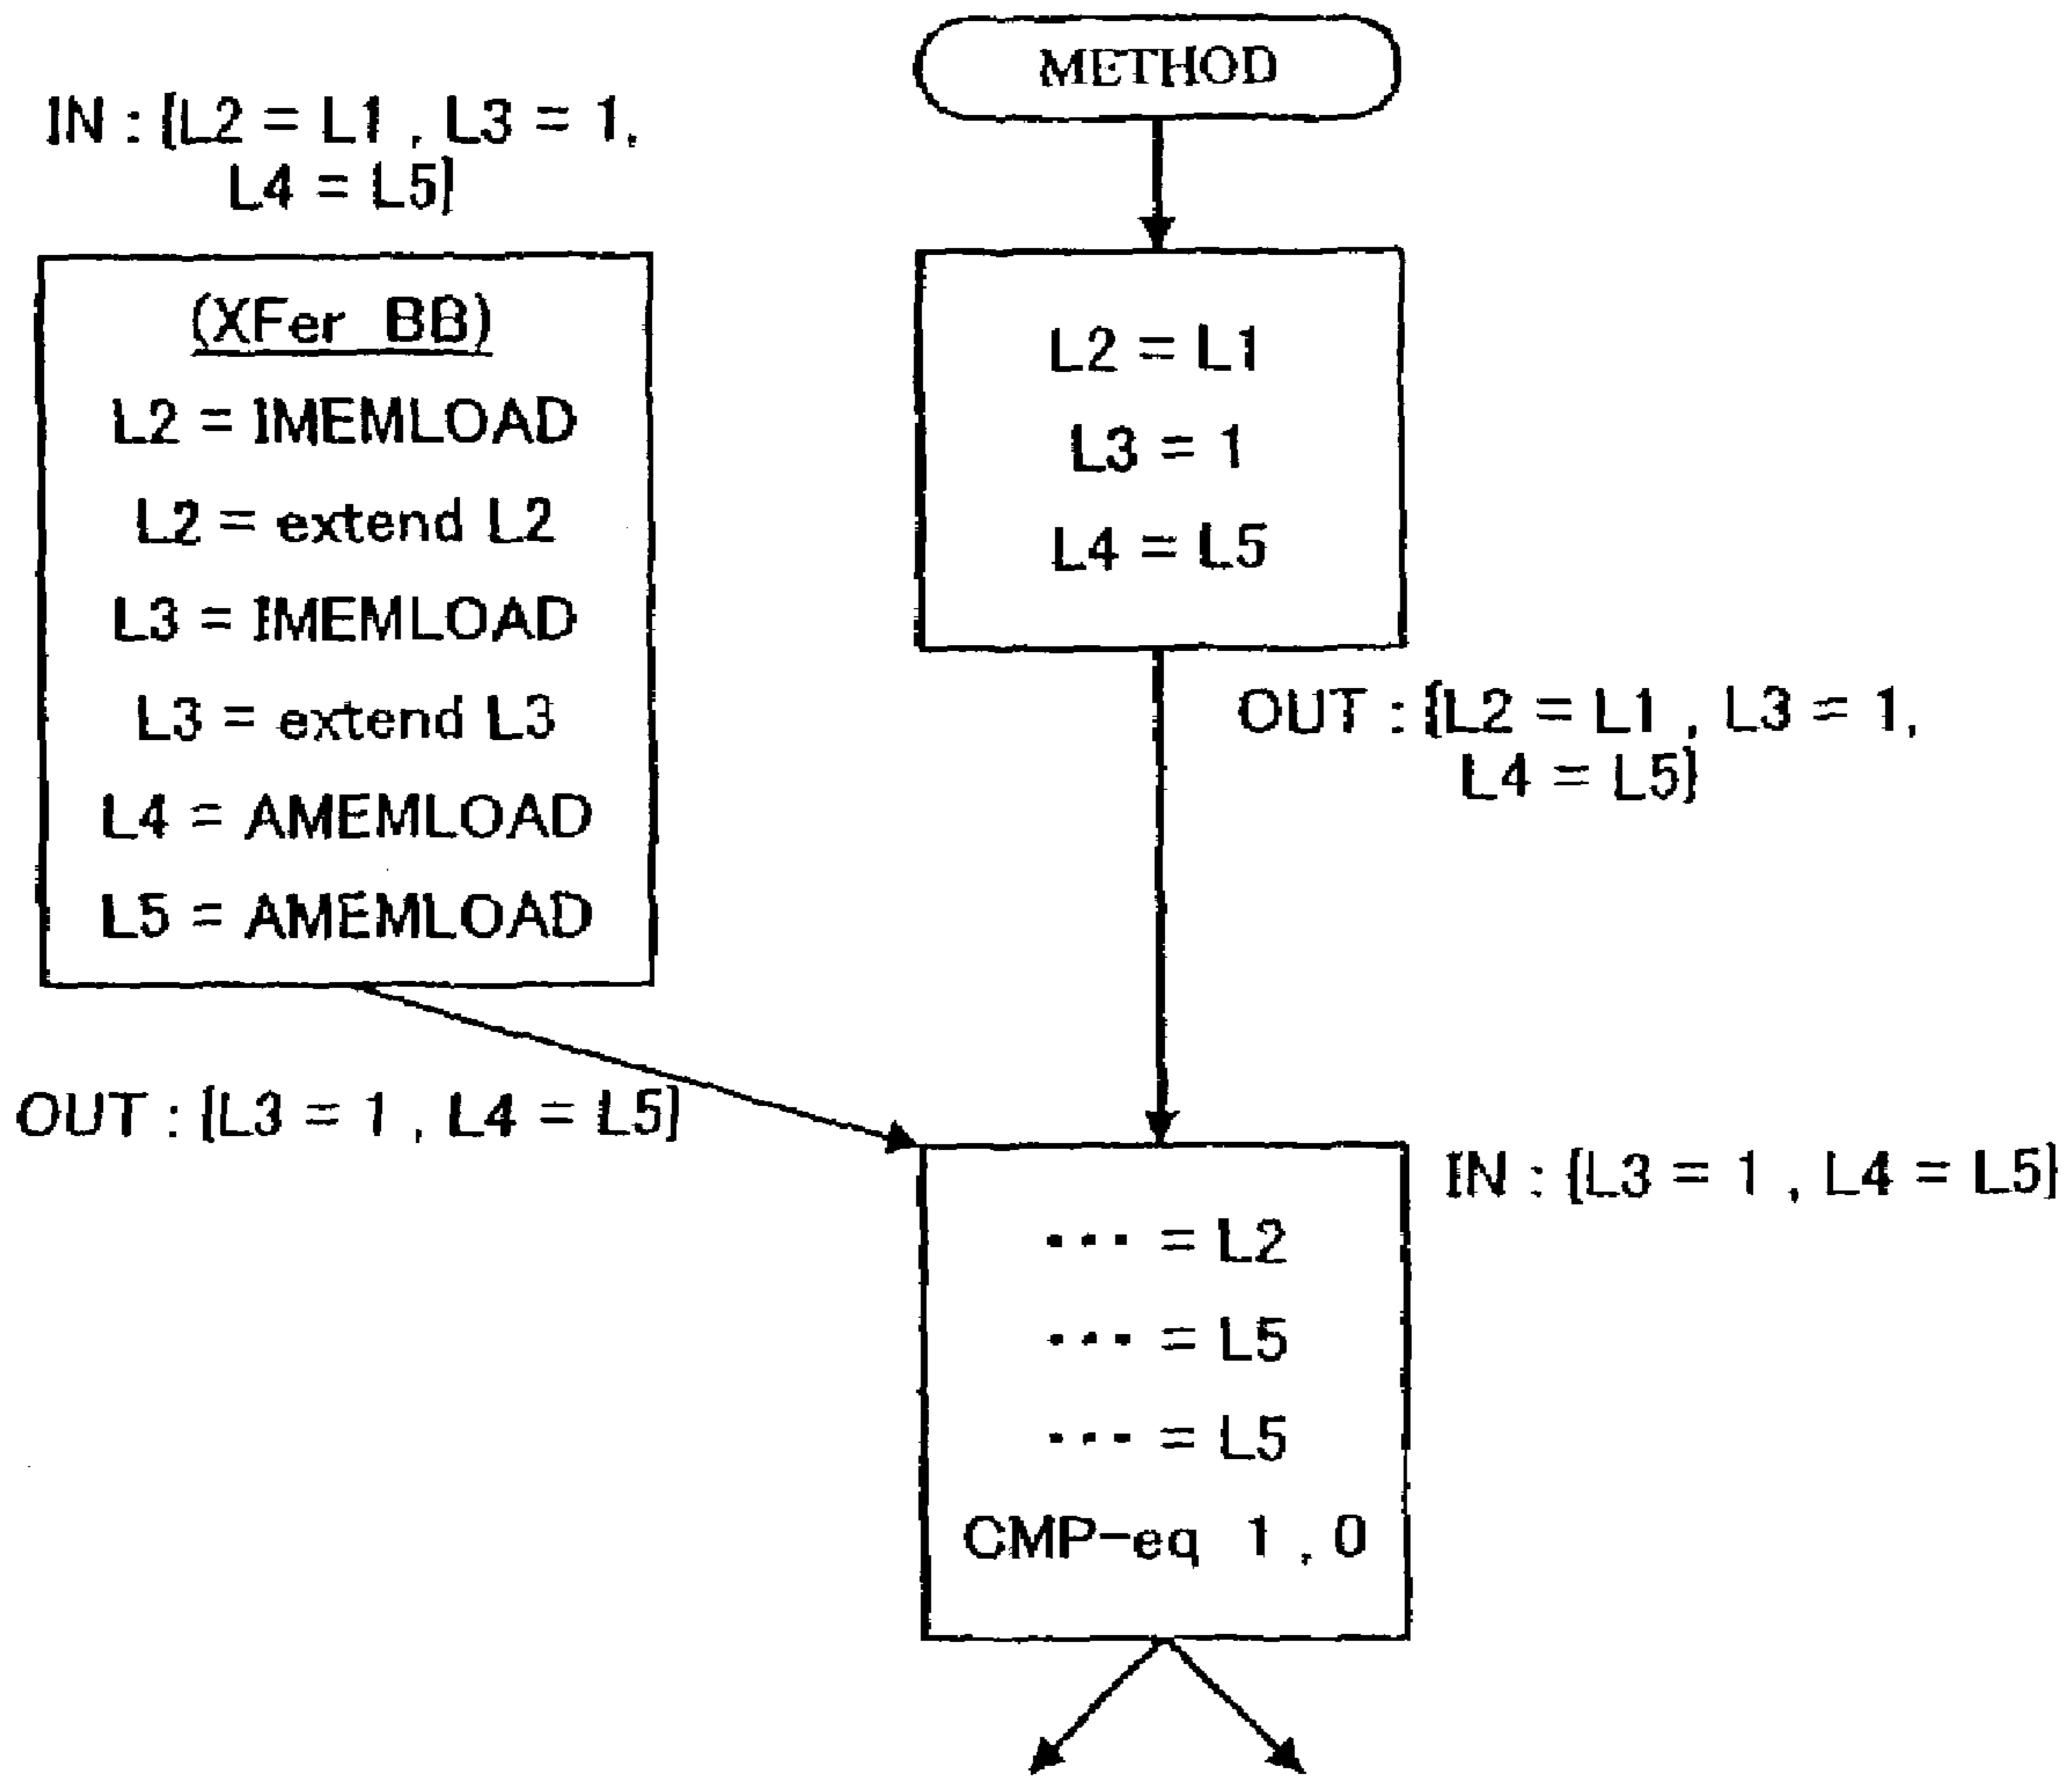 METHOD
IN : {L2 = L1 , L3 = 1,
L4 = L5}
(XFer BB)
L2 = IMEMLOAD
L2 = extend L2
L3 = IMEMLOAD
L3 = extend L3
L4 = AMEMLOAD
L5 = AMEMLOAD
L2 = L1
L3 = 1
L4 = L5
OUT : {L2 = L1 , L3 = 1,
L4 = L5}
OUT : {L3 = 1 , L4 = L5}
IN : {L3 = 1 , L4 = L5}
··· = L2
··· = L5
··· = L5
CMP-eq 1 , 0